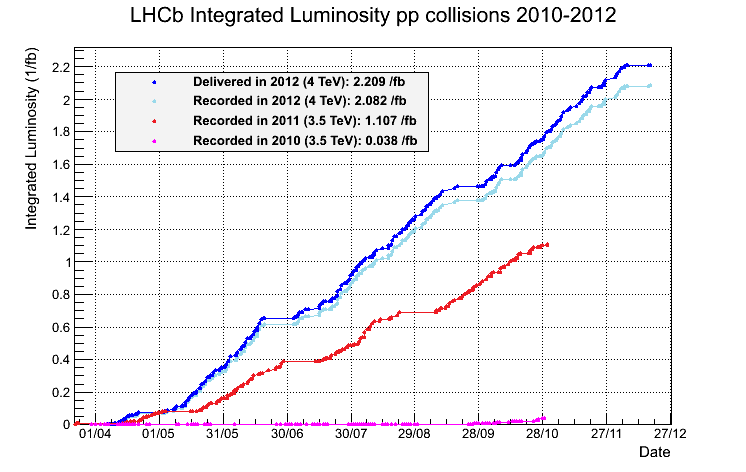 LHCb Integrated Luminosity pp collisions 2010-2012
Integrated Luminosity (1/fb)
Delivered in 2012 (4 TeV): 2.209 /fb
Recorded in 2012 (4 TeV): 2.082 /fb
Recorded in 2011 (3.5 TeV): 1.107 /fb
Recorded in 2010 (3.5 TeV): 0.038 /fb
2.2
2
1.8
1.6
1.4
1.2
1
0.8
0.6
0.4
0.2
0
01/04 01/05 31/05 30/06 30/07 29/08 28/09 28/10 27/11 27/12
Date